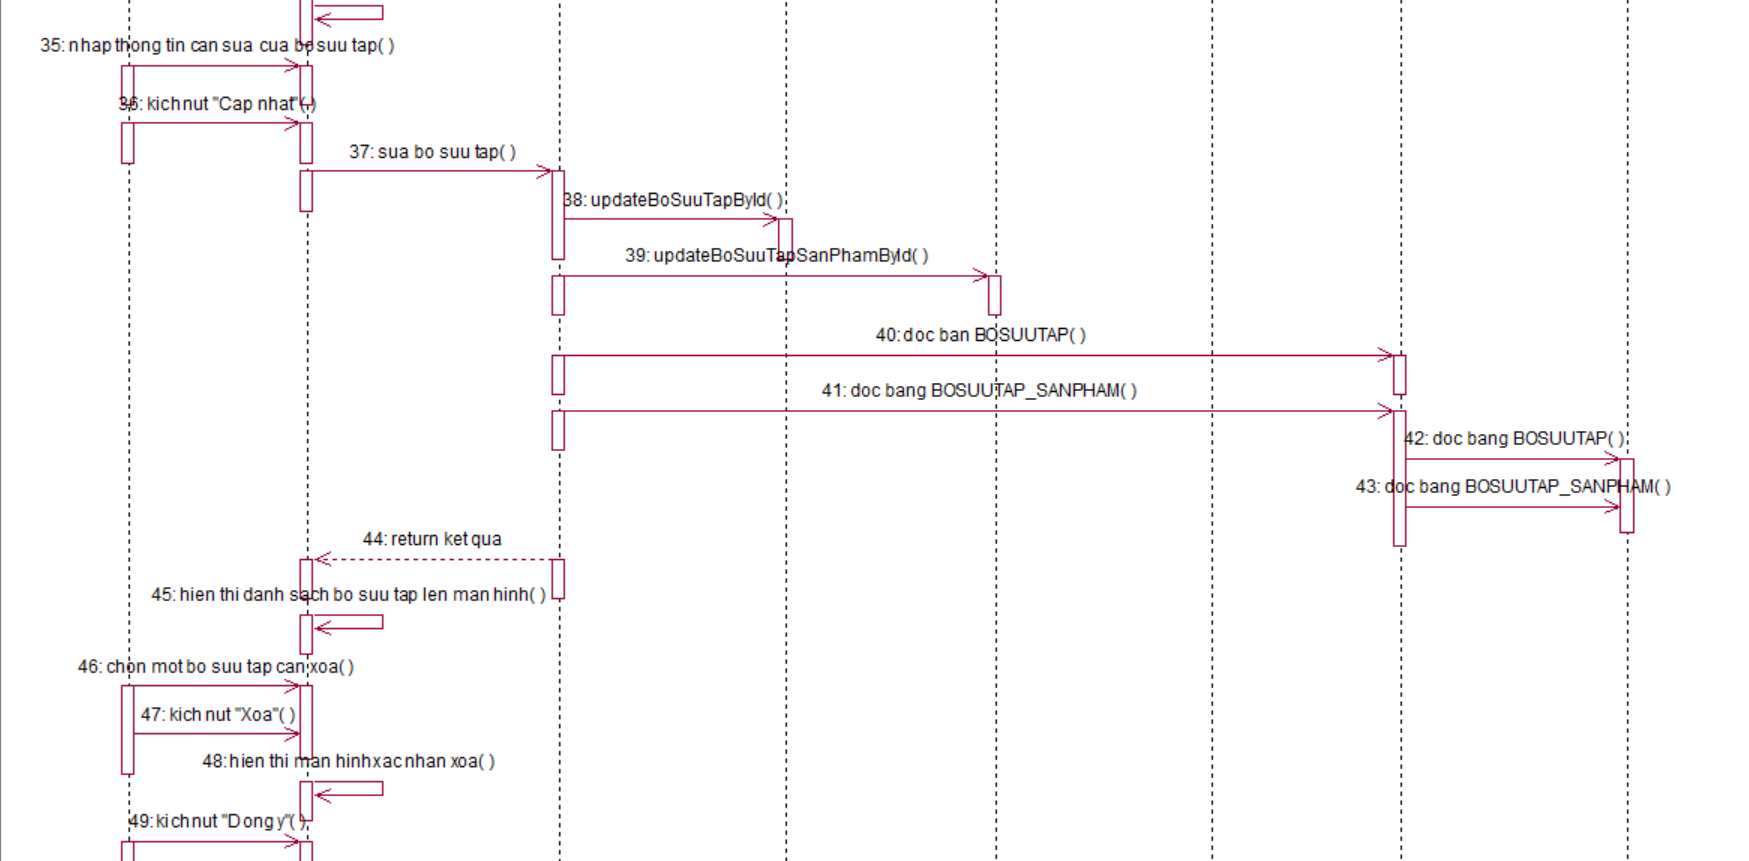 35: nhap thong tin can sua cua bo suu tap( )
36: kich nut "Cap nhat"( )
37: sua bo suu tap( )
38: updateBoSuuTapById( )
39: updateBoSuuTapSanPhamById( )
40: doc ban BOSUUTAP( )
41: doc bang BOSUUTAP_SANPHAM( )
42: doc bang BOSUUTAP( )
43: doc bang BOSUUTAP_SANPHAM( )
44: return ket qua
45: hien thi danh sach bo suu tap len man hinh( )
46: chon mot bo suu tap can xoa( )
47: kich nut "Xoa"( )
48: hien thi man hinh xac nhan xoa( )
49: kich nut "Dong y"( )